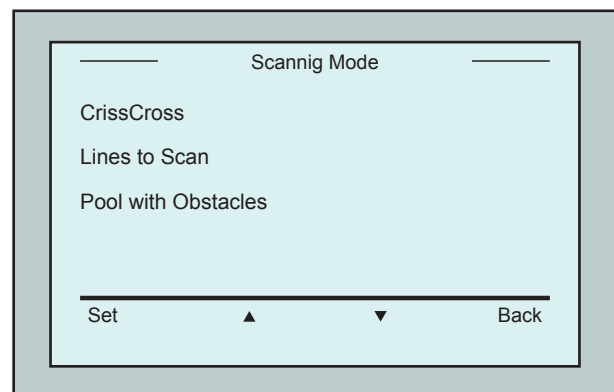 Scannig Mode
CrissCross
Lines to Scan
Pool with Obstacles
Set ▲ ▼ Back